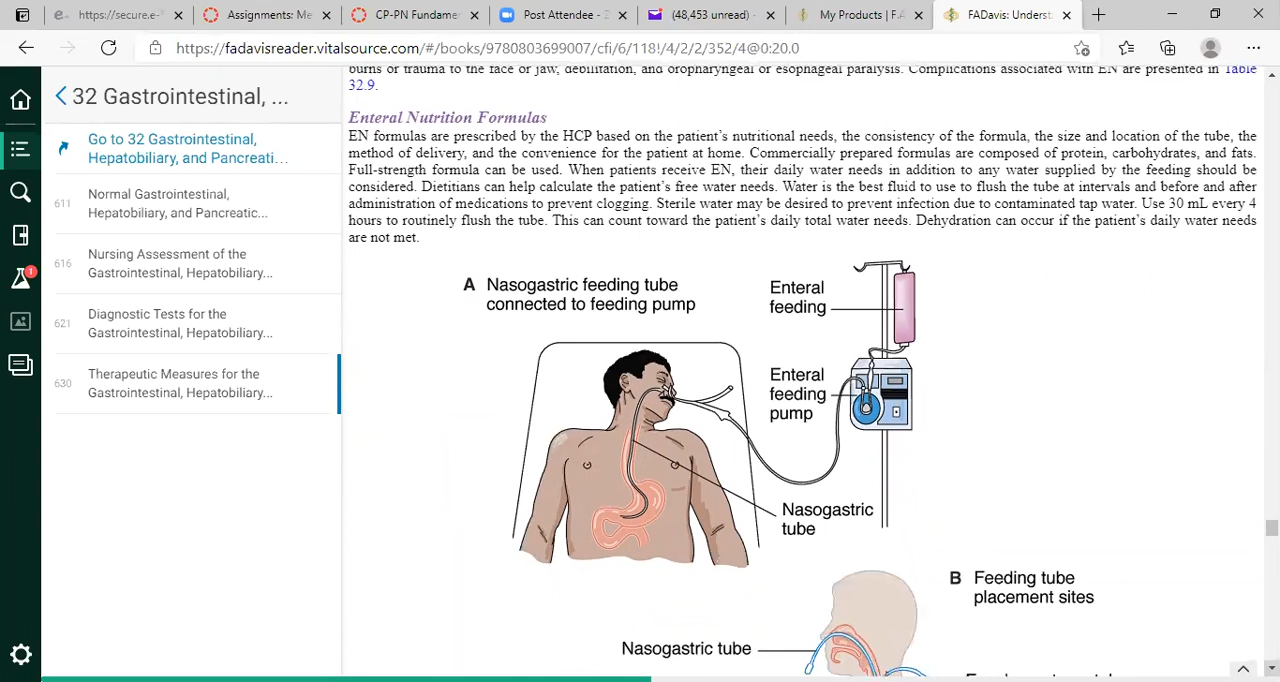 https://secure.e-
Assignments: Me
CP-PN Fundame
Post Attendee - Z
(48,453 unread) -
My Products | F.A
FADavis: Underst
https://fadavisreader.vitalsource.com/#/books/9780803699007/cfi/6/118!/4/2/2/352/4@0:20.0
32 Gastrointestinal, ...
Go to 32 Gastrointestinal,
Hepatobiliary, and Pancreati...
611 Normal Gastrointestinal,
Hepatobiliary, and Pancreatic...
616 Nursing Assessment of the
Gastrointestinal, Hepatobiliary...
621 Diagnostic Tests for the
Gastrointestinal, Hepatobiliary...
630 Therapeutic Measures for the
Gastrointestinal, Hepatobiliary...
1
burns or trauma to the face or jaw, debilitation, and oropharyngeal or esophageal paralysis. Complications associated with EN are presented in Table
32.9.
Enteral Nutrition Formulas
EN formulas are prescribed by the HCP based on the patient's nutritional needs, the consistency of the formula, the size and location of the tube, the
method of delivery, and the convenience for the patient at home. Commercially prepared formulas are composed of protein, carbohydrates, and fats.
Full-strength formula can be used. When patients receive EN, their daily water needs in addition to any water supplied by the feeding should be
considered. Dietitians can help calculate the patient's free water needs. Water is the best fluid to use to flush the tube at intervals and before and after
administration of medications to prevent clogging. Sterile water may be desired to prevent infection due to contaminated tap water. Use 30 mL every 4
hours to routinely flush the tube. This can count toward the patient's daily total water needs. Dehydration can occur if the patient's daily water needs
are not met.
A Nasogastric feeding tube
connected to feeding pump
Enteral
feeding
Enteral
feeding
pump
Nasogastric
tube
B Feeding tube
placement sites
Nasogastric tube